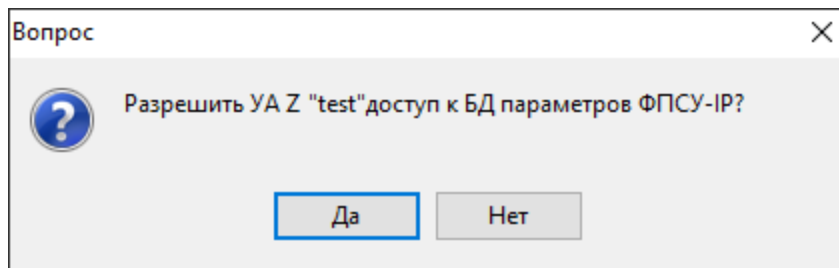 Вопрос
Разрешить УА Z "test"доступ к БД параметров ФПСУ-IP?
Да
Нет